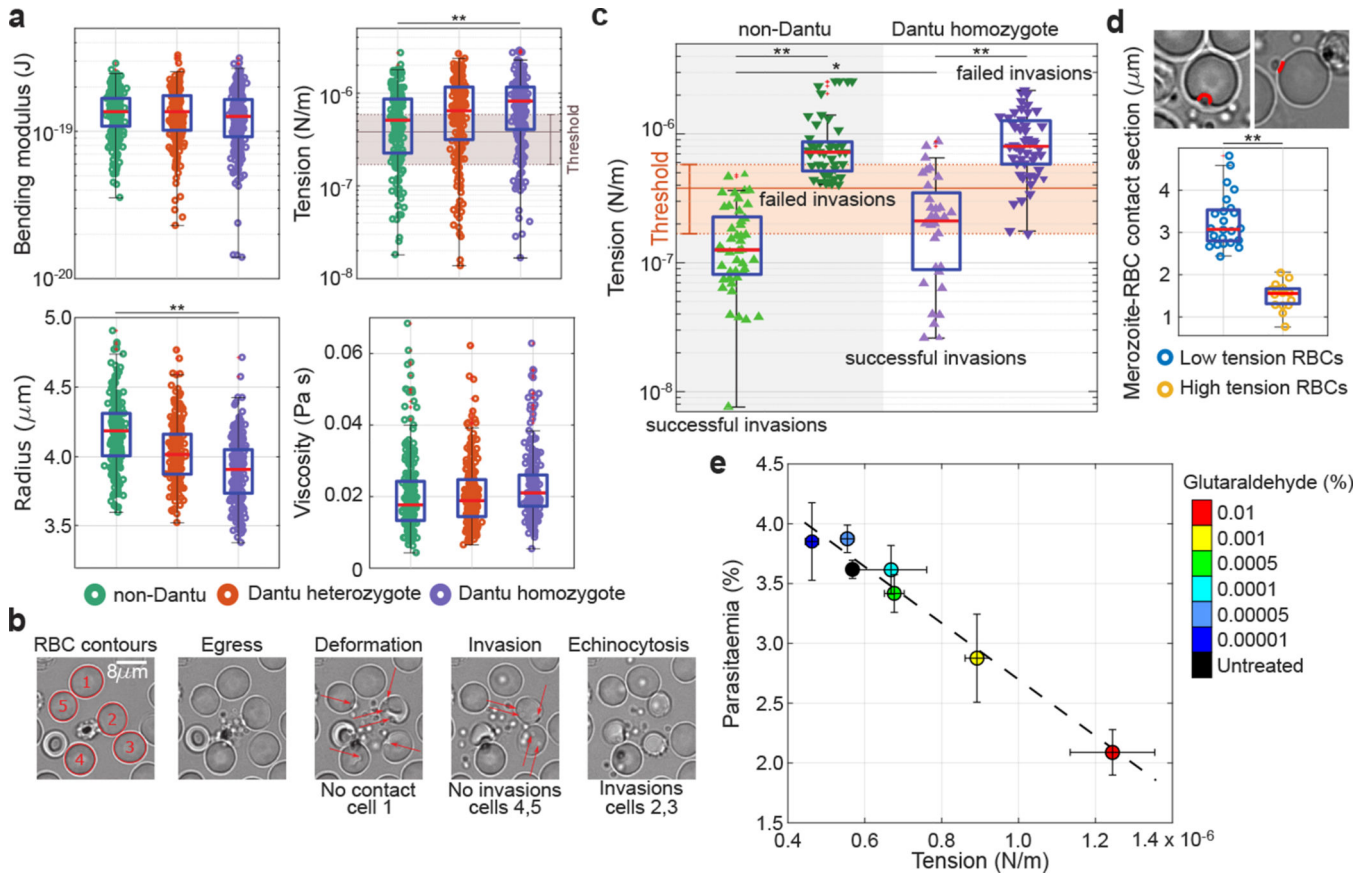 a
Bending modulus (J)
10-19
10-20
**
Tension (N/m)
10-6
10-7
10-8
Threshold
**
Radius (μm)
5.0
4.5
4.0
3.5
Viscosity (Pa s)
0.06
0.04
0.02
0
non-Dantu
Dantu heterozygote
Dantu homozygote
b
RBC contours
Egress
Deformation
Invasion
Echinocytosis
8μm
1
5
2
3
4
No contact
cell 1
No invasions
cells 4,5
Invasions
cells 2,3
c
non-Dantu
Dantu homozygote
**
**
*
failed invasions
Tension (N/m)
10-6
10-7
10-8
Threshold
failed invasions
successful invasions
successful invasions
d
Merozoite-RBC contact section (μm)
**
5
4
3
2
1
Low tension RBCs
High tension RBCs
e
Parasitaemia (%)
4.5
4.0
3.5
3.0
2.5
2.0
1.5
0.4
0.6
0.8
1.0
1.2
1.4 x 10-6
Tension (N/m)
Glutaraldehyde (%)
0.01
0.001
0.0005
0.0001
0.00005
0.00001
Untreated